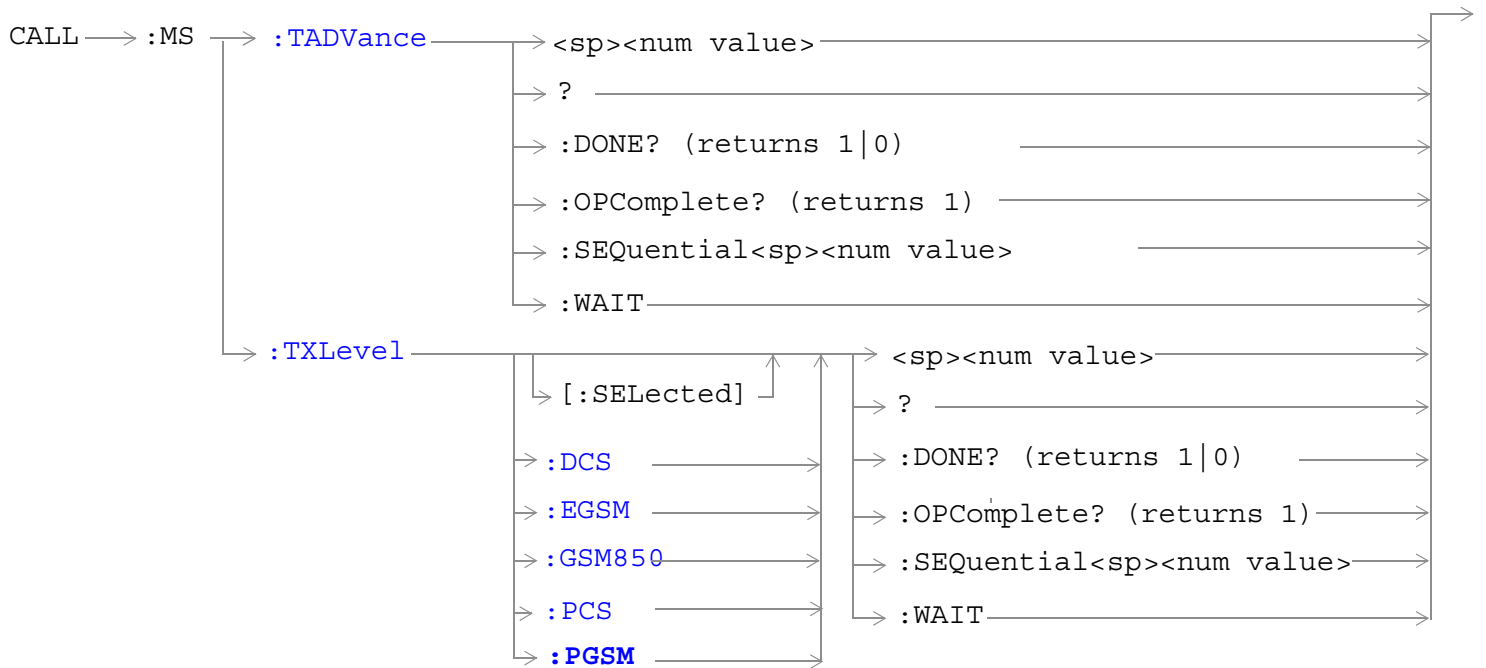 CALL :MS :TADVance <sp><num value>
?
:DONE? (returns 1|0)
:OPComplete? (returns 1)
:SEQuential<sp><num value>
:WAIT
:TXLevel <sp><num value>
[:SELected] ?
:DCS :DONE? (returns 1|0)
:EGSM :OPComplete? (returns 1)
:GSM850 :SEQuential<sp><num value>
:PCS :WAIT
:PGSM